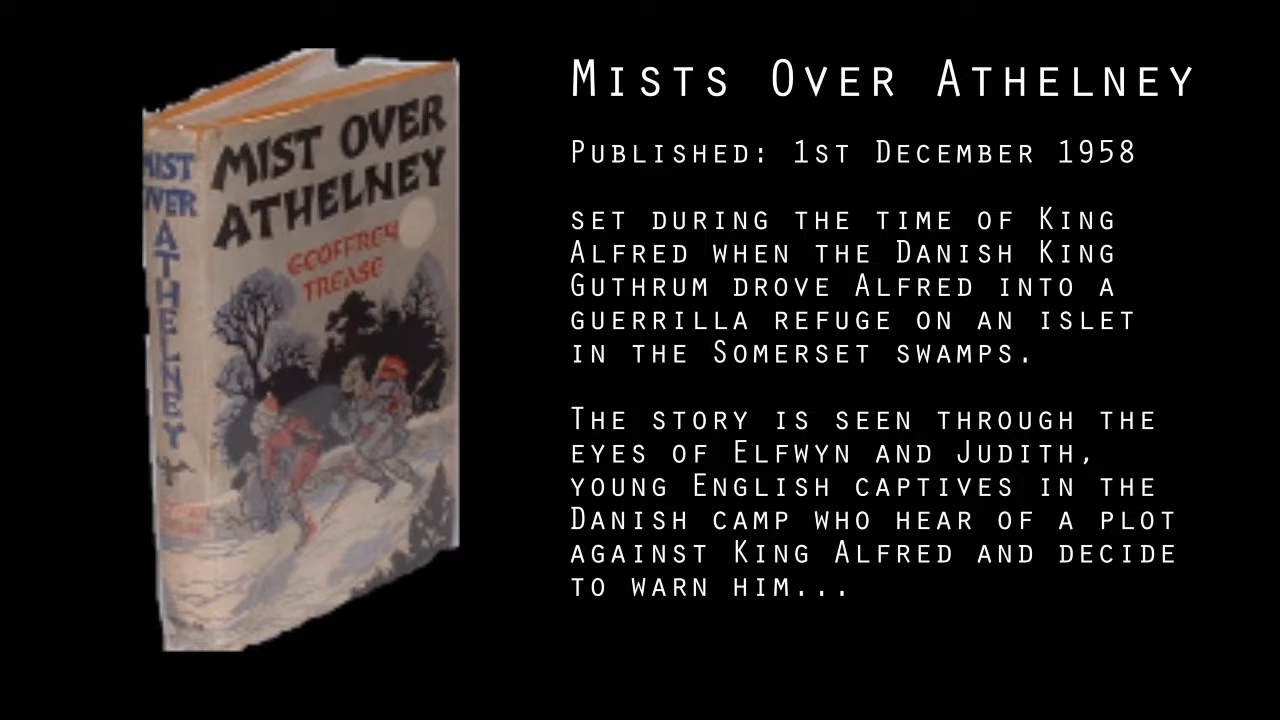 MIST OVER
ATHELNEY
GEOFFREY
TREASE
MIST
OVER
ATHELNEY
Mists Over Athelney
Published: 1st December 1958
set during the time of King
Alfred when the Danish King
Guthrum drove Alfred into a
guerrilla refuge on an islet
in the Somerset swamps.
The story is seen through the
eyes of Elfwyn and Judith,
young English captives in the
Danish camp who hear of a plot
against King Alfred and decide
to warn him...